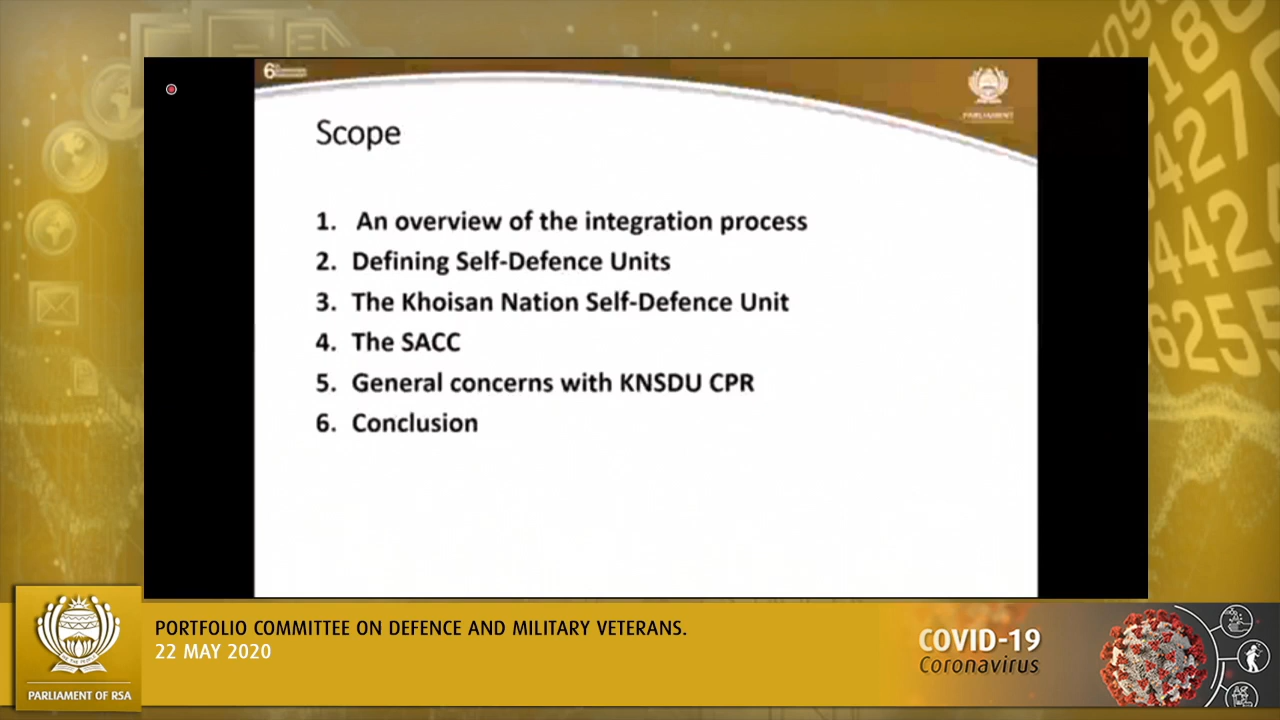 6
PARLIAMENT
Scope
1. An overview of the integration process
2. Defining Self-Defence Units
3. The Khoisan Nation Self-Defence Unit
4. The SACC
5. General concerns with KNSDU CPR
6. Conclusion
PORTFOLIO COMMITTEE ON DEFENCE AND MILITARY VETERANS.
22 MAY 2020
PARLIAMENT OF RSA
COVID-19
Coronavirus